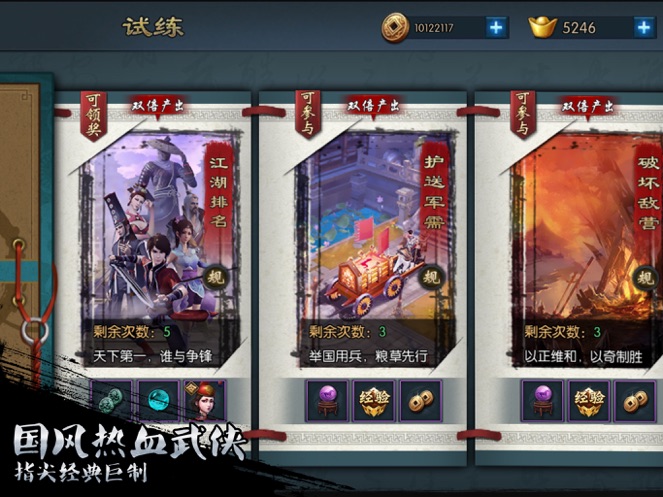 试练
10122117
5246
可领奖
双倍产出
江湖排名
规
剩余次数：5
天下第一，谁与争锋
可参与
双倍产出
护送军需
规
剩余次数：3
举国用兵，粮草先行
经验
可参与
双倍产出
破坏敌营
规
剩余次数：3
以正维和，以奇制胜
经验
国风热血武侠
指尖经典巨制